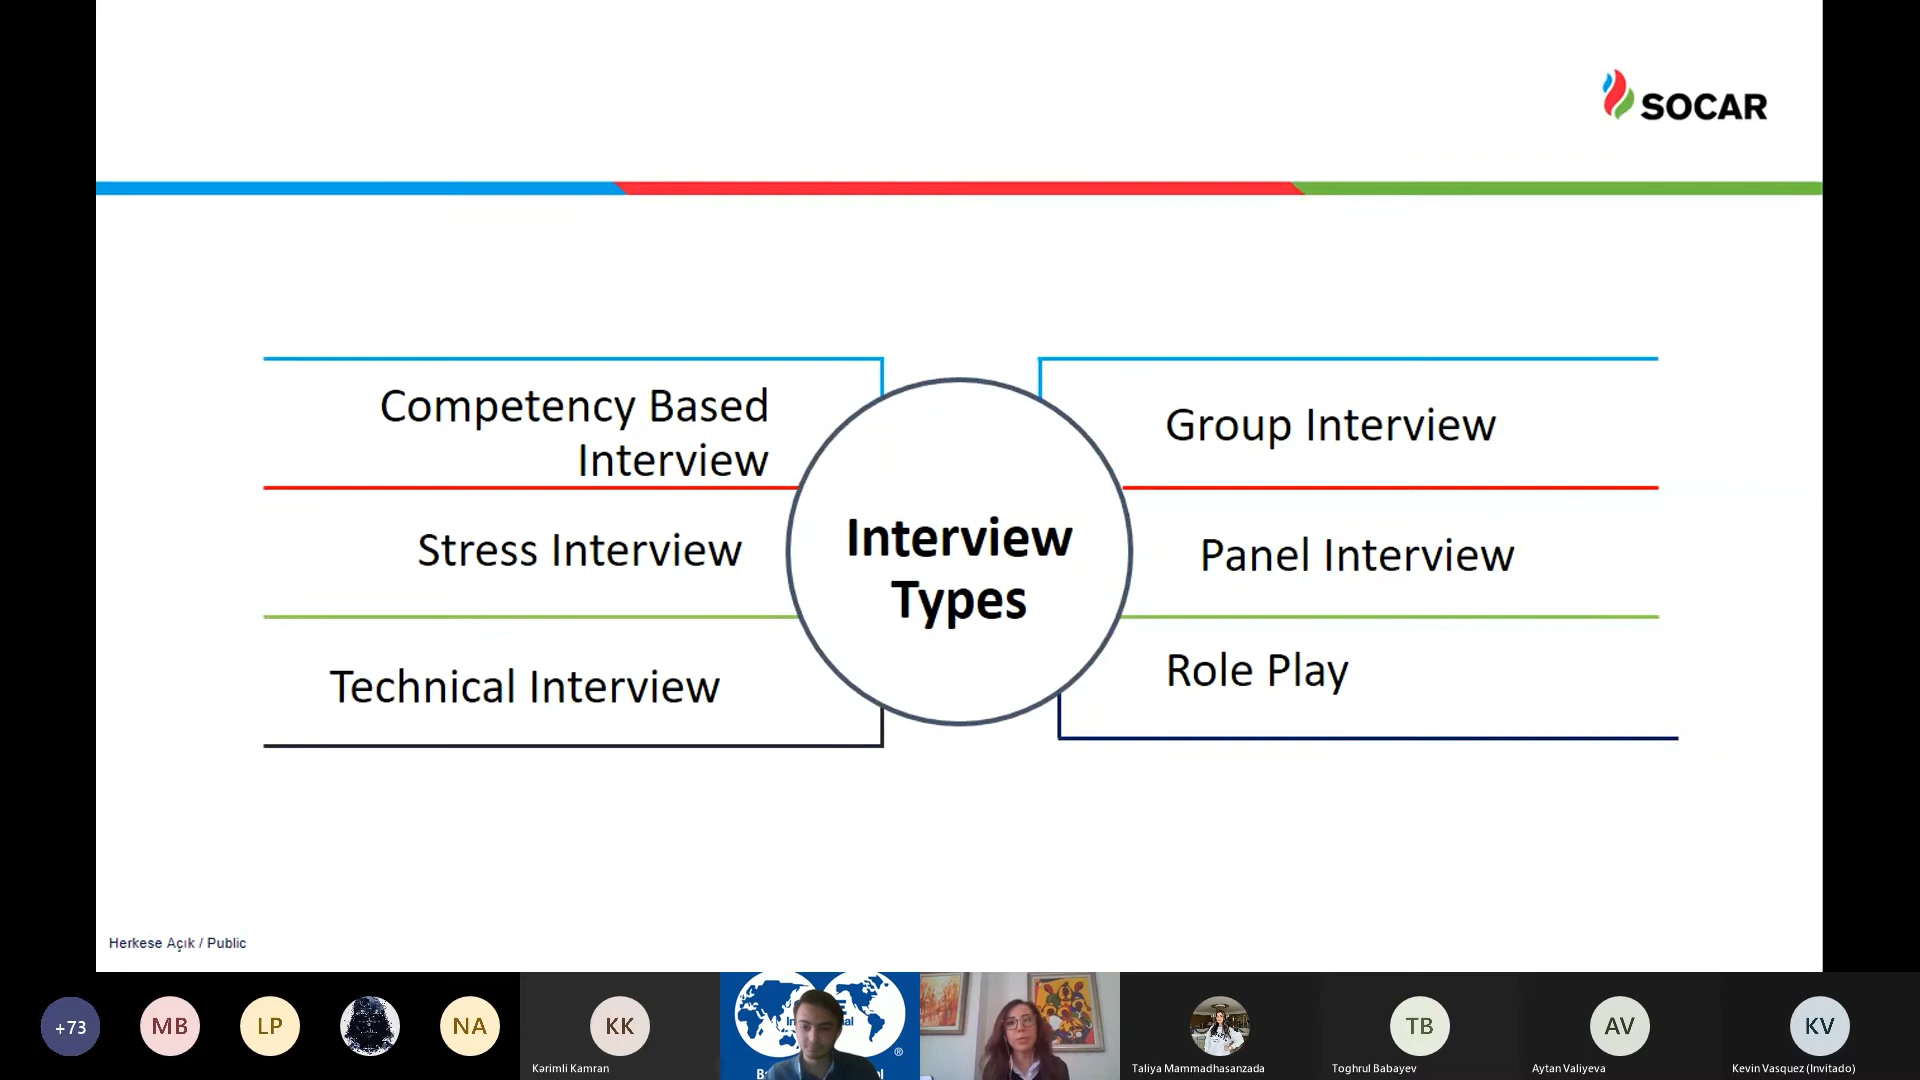 SOCAR
Competency Based
Interview
Stress Interview
Technical Interview
Interview
Types
Group Interview
Panel Interview
Role Play
Herkese Açık / Public
+73
MB
LP
NA
KK
Kərimli Kamran
TB
AV
KV
Taliya Mammadhasanzada
Toghrul Babayev
Aytan Valiyeva
Kevin Vasquez (Invitado)